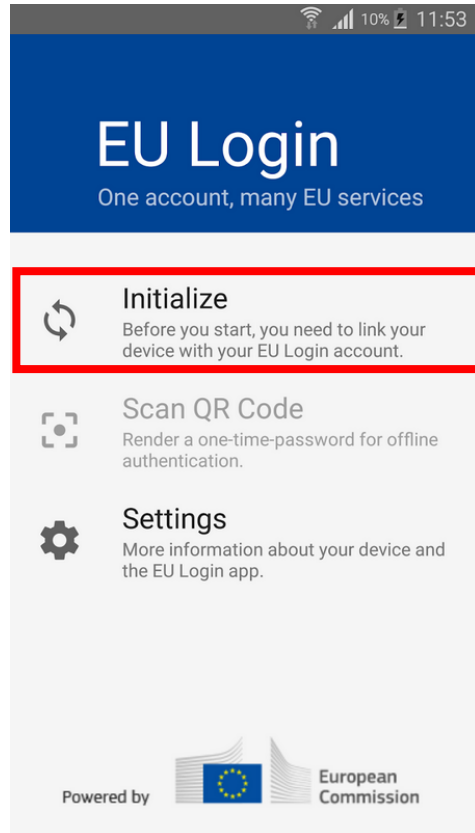 10% 11:53
EU Login
One account, many EU services
Initialize
Before you start, you need to link your
device with your EU Login account.
Scan QR Code
Render a one-time-password for offline
authentication.
Settings
More information about your device and
the EU Login app.
Powered by
European
Commission